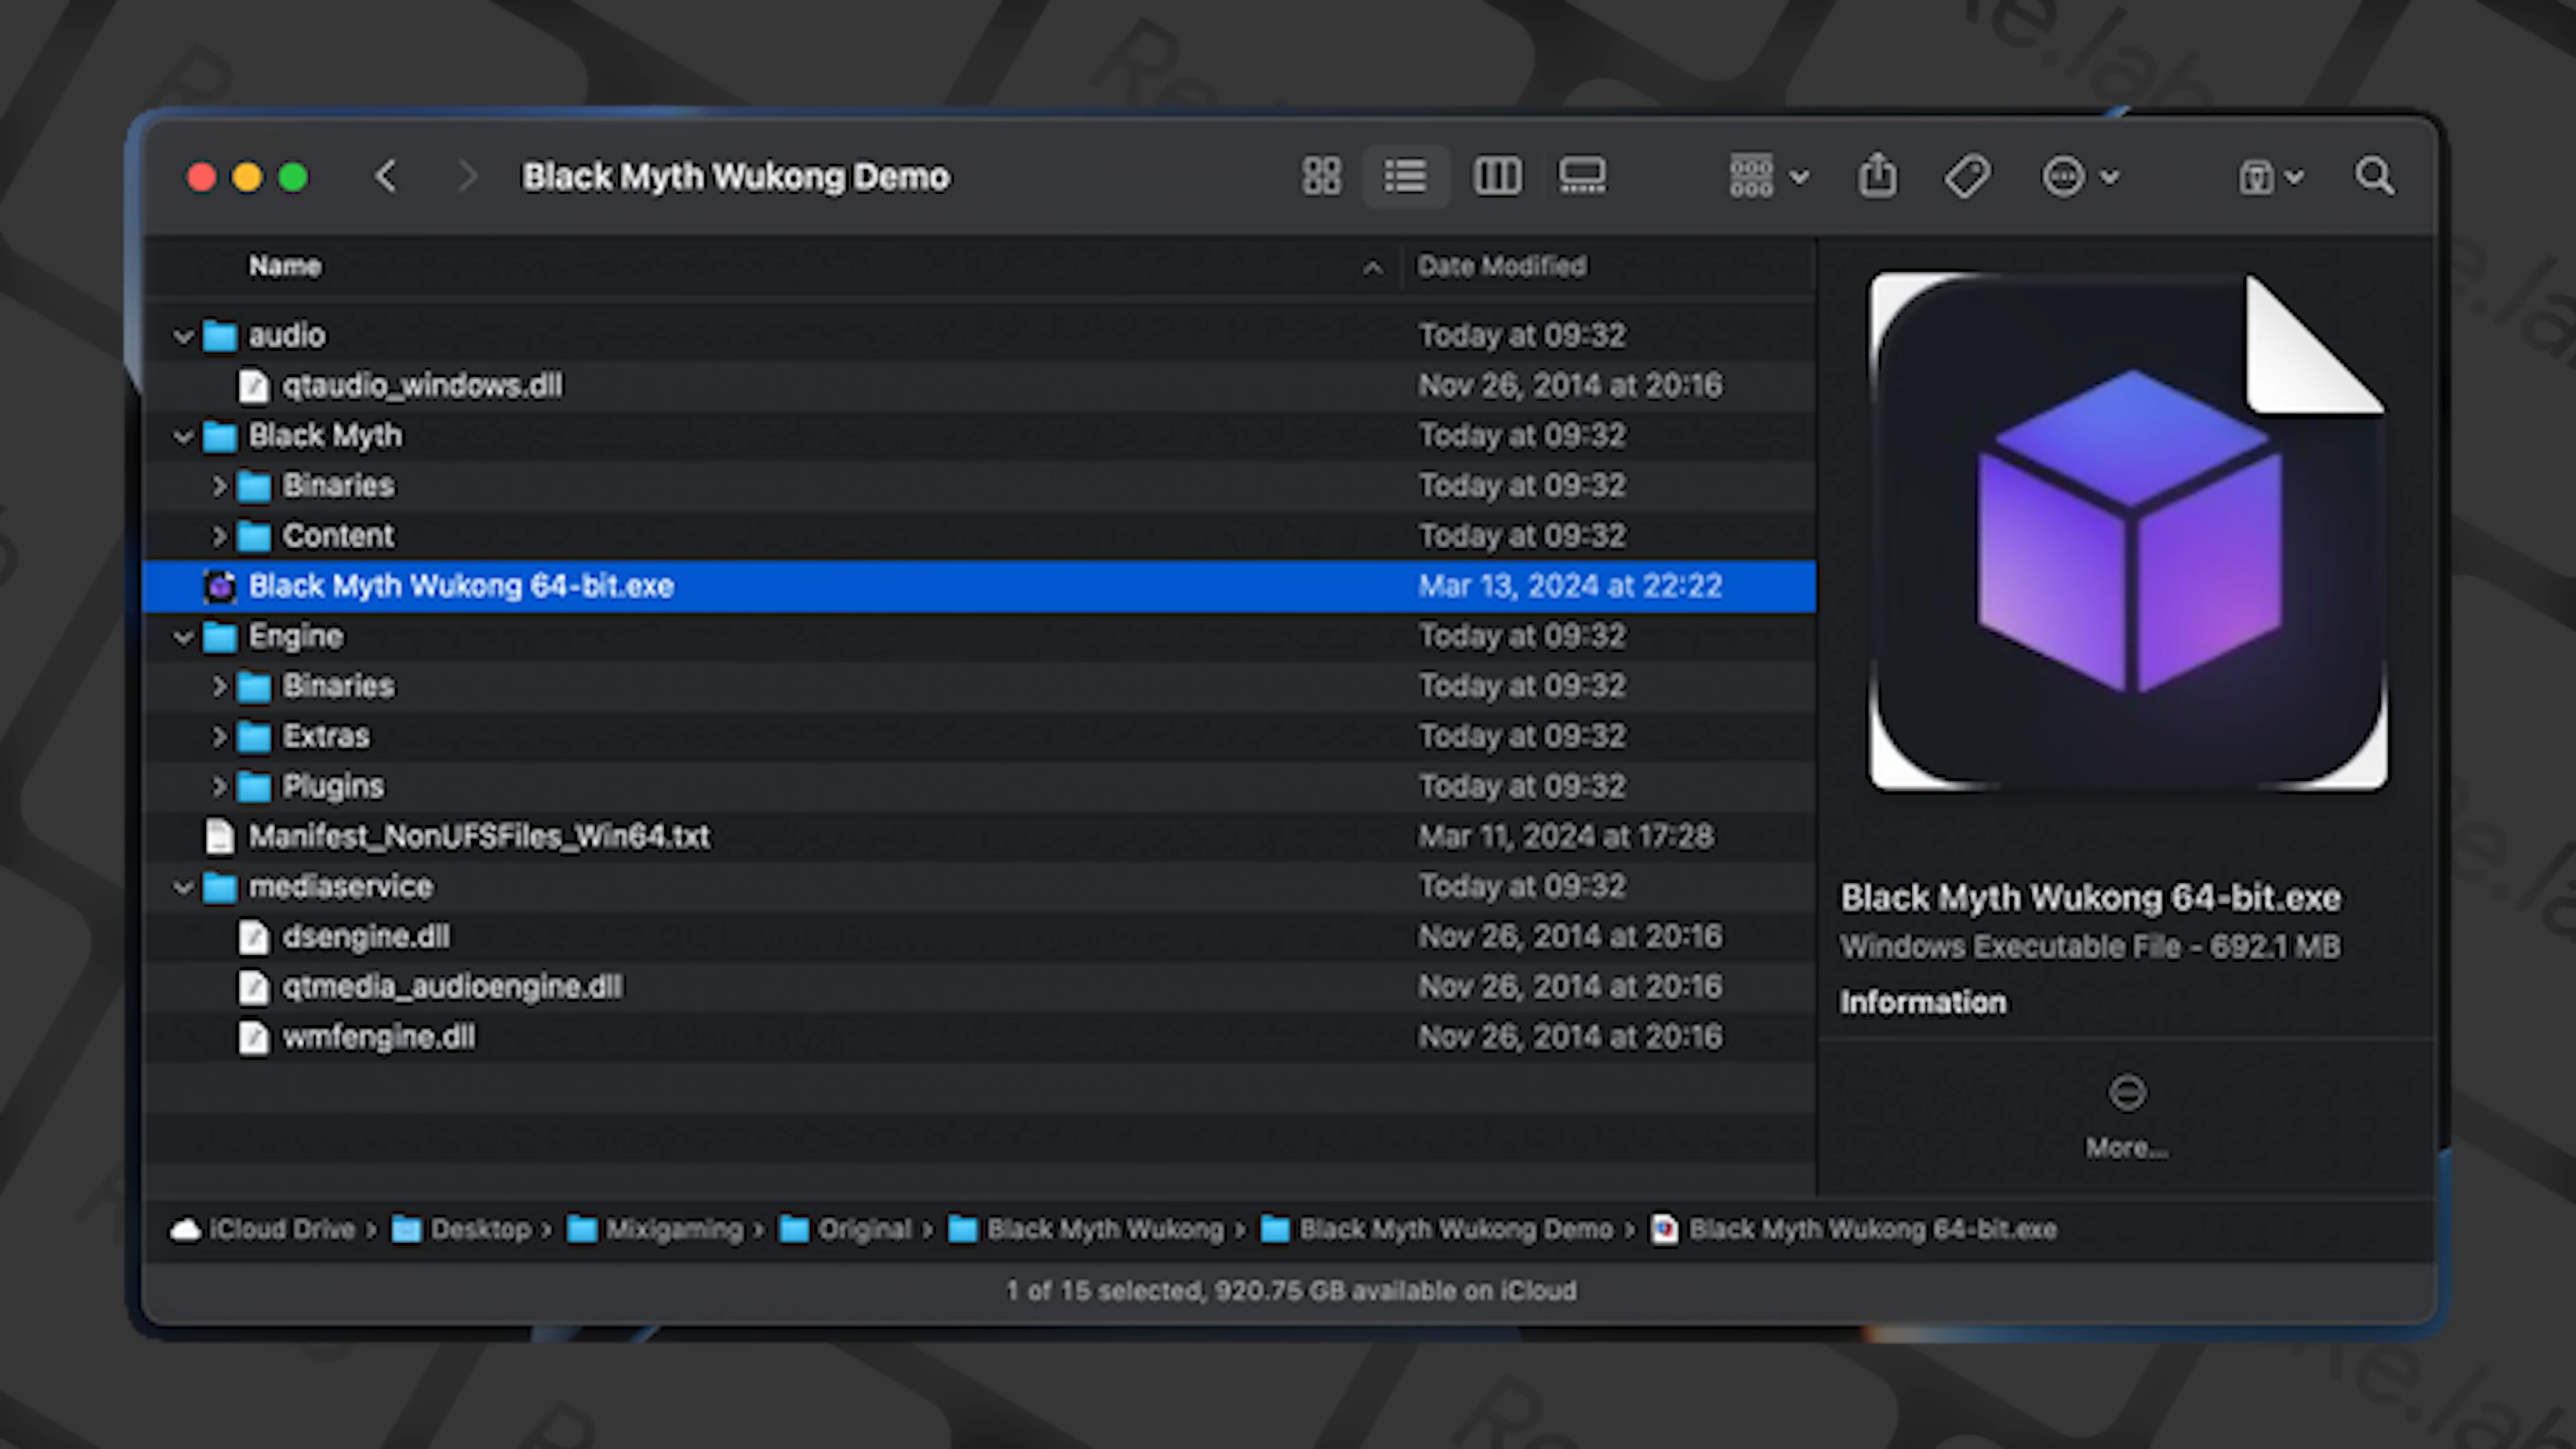 Black Myth Wukong Demo
Name Date Modified
audio Today at 09:32
qtaudio_windows.dll Nov 26, 2014 at 20:16
Black Myth Today at 09:32
Binaries Today at 09:32
Content Today at 09:32
Black Myth Wukong 64-bit.exe Mar 13, 2024 at 22:22
Engine Today at 09:32
Binaries Today at 09:32
Extras Today at 09:32
Plugins Today at 09:32
Manifest_NonUFSFiles_Win64.txt Mar 11, 2024 at 17:28
mediaservice Today at 09:32
dsengine.dll Nov 26, 2014 at 20:16
qtmedia_audioengine.dll Nov 26, 2014 at 20:16
wmfengine.dll Nov 26, 2014 at 20:16
Black Myth Wukong 64-bit.exe
Windows Executable File - 692.1 MB
Information
More...
iCloud Drive › Desktop › Mixigaming › Original › Black Myth Wukong › Black Myth Wukong Demo › Black Myth Wukong 64-bit.exe
1 of 15 selected, 920.75 GB available on iCloud